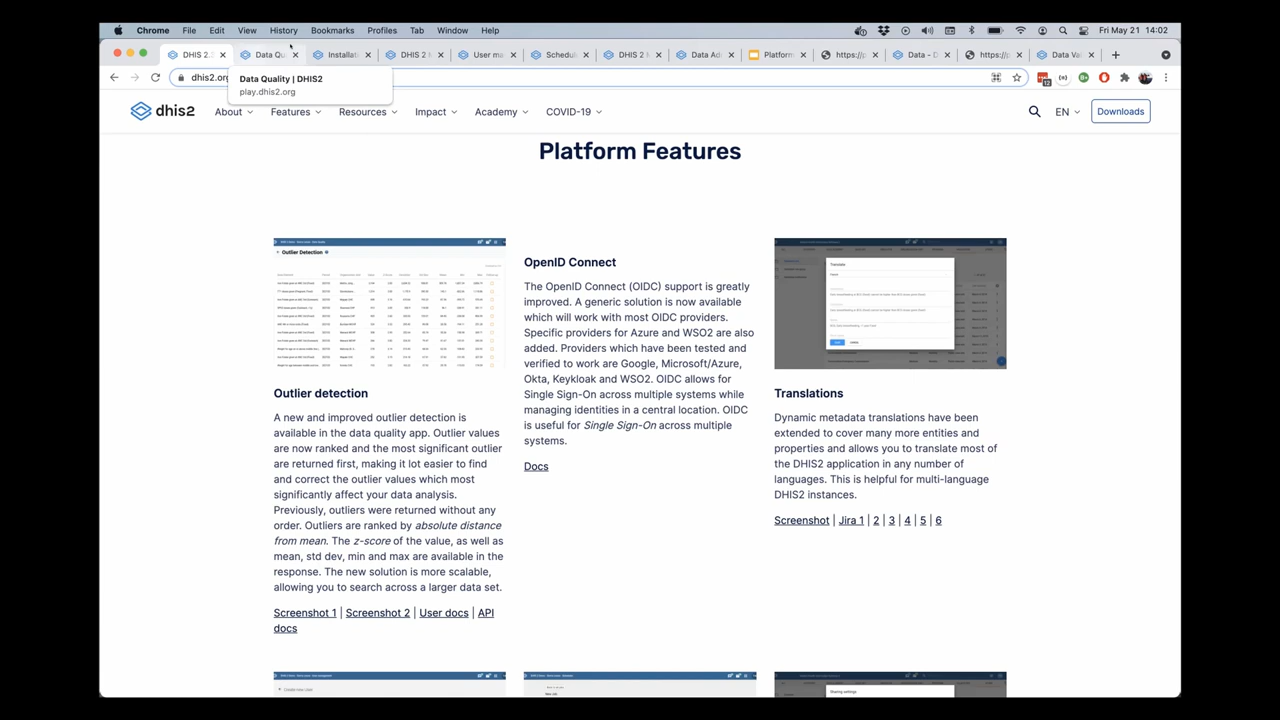 Chrome File Edit View History Bookmarks Profiles Tab Window Help Fri May 21 14:02
DHIS 2. Data Qu Installati DHIS 2 User ma Schedul DHIS 2 Data Ad Platform https:// Data - D https:// Data Va
dhis2.org
Data Quality | DHIS2
play.dhis2.org
12
dhis2 About Features Resources Impact Academy COVID-19 EN Downloads
Platform Features
Outlier Detection
Translate
Outlier detection
A new and improved outlier detection is
available in the data quality app. Outlier values
are now ranked and the most significant outlier
are returned first, making it lot easier to find
and correct the outlier values which most
significantly affect your data analysis.
Previously, outliers were returned without any
order. Outliers are ranked by absolute distance
from mean. The z-score of the value, as well as
mean, std dev, min and max are available in the
response. The new solution is more scalable,
allowing you to search across a larger data set.
Screenshot 1 | Screenshot 2 | User docs | API
docs
OpenID Connect
The OpenID Connect (OIDC) support is greatly
improved. A generic solution is now available
which will work with most OIDC providers.
Specific providers for Azure and WSO2 are also
added. Providers which have been tested and
verified to work are Google, Microsoft/Azure,
Okta, Keykloak and WSO2. OIDC allows for
Single Sign-On across multiple systems while
managing identities in a central location. OIDC
is useful for Single Sign-On across multiple
systems.
Docs
Translations
Dynamic metadata translations have been
extended to cover many more entities and
properties and allows you to translate most of
the DHIS2 application in any number of
languages. This is helpful for multi-language
DHIS2 instances.
Screenshot | Jira 1 | 2 | 3 | 4 | 5 | 6
Create new user
Sharing settings